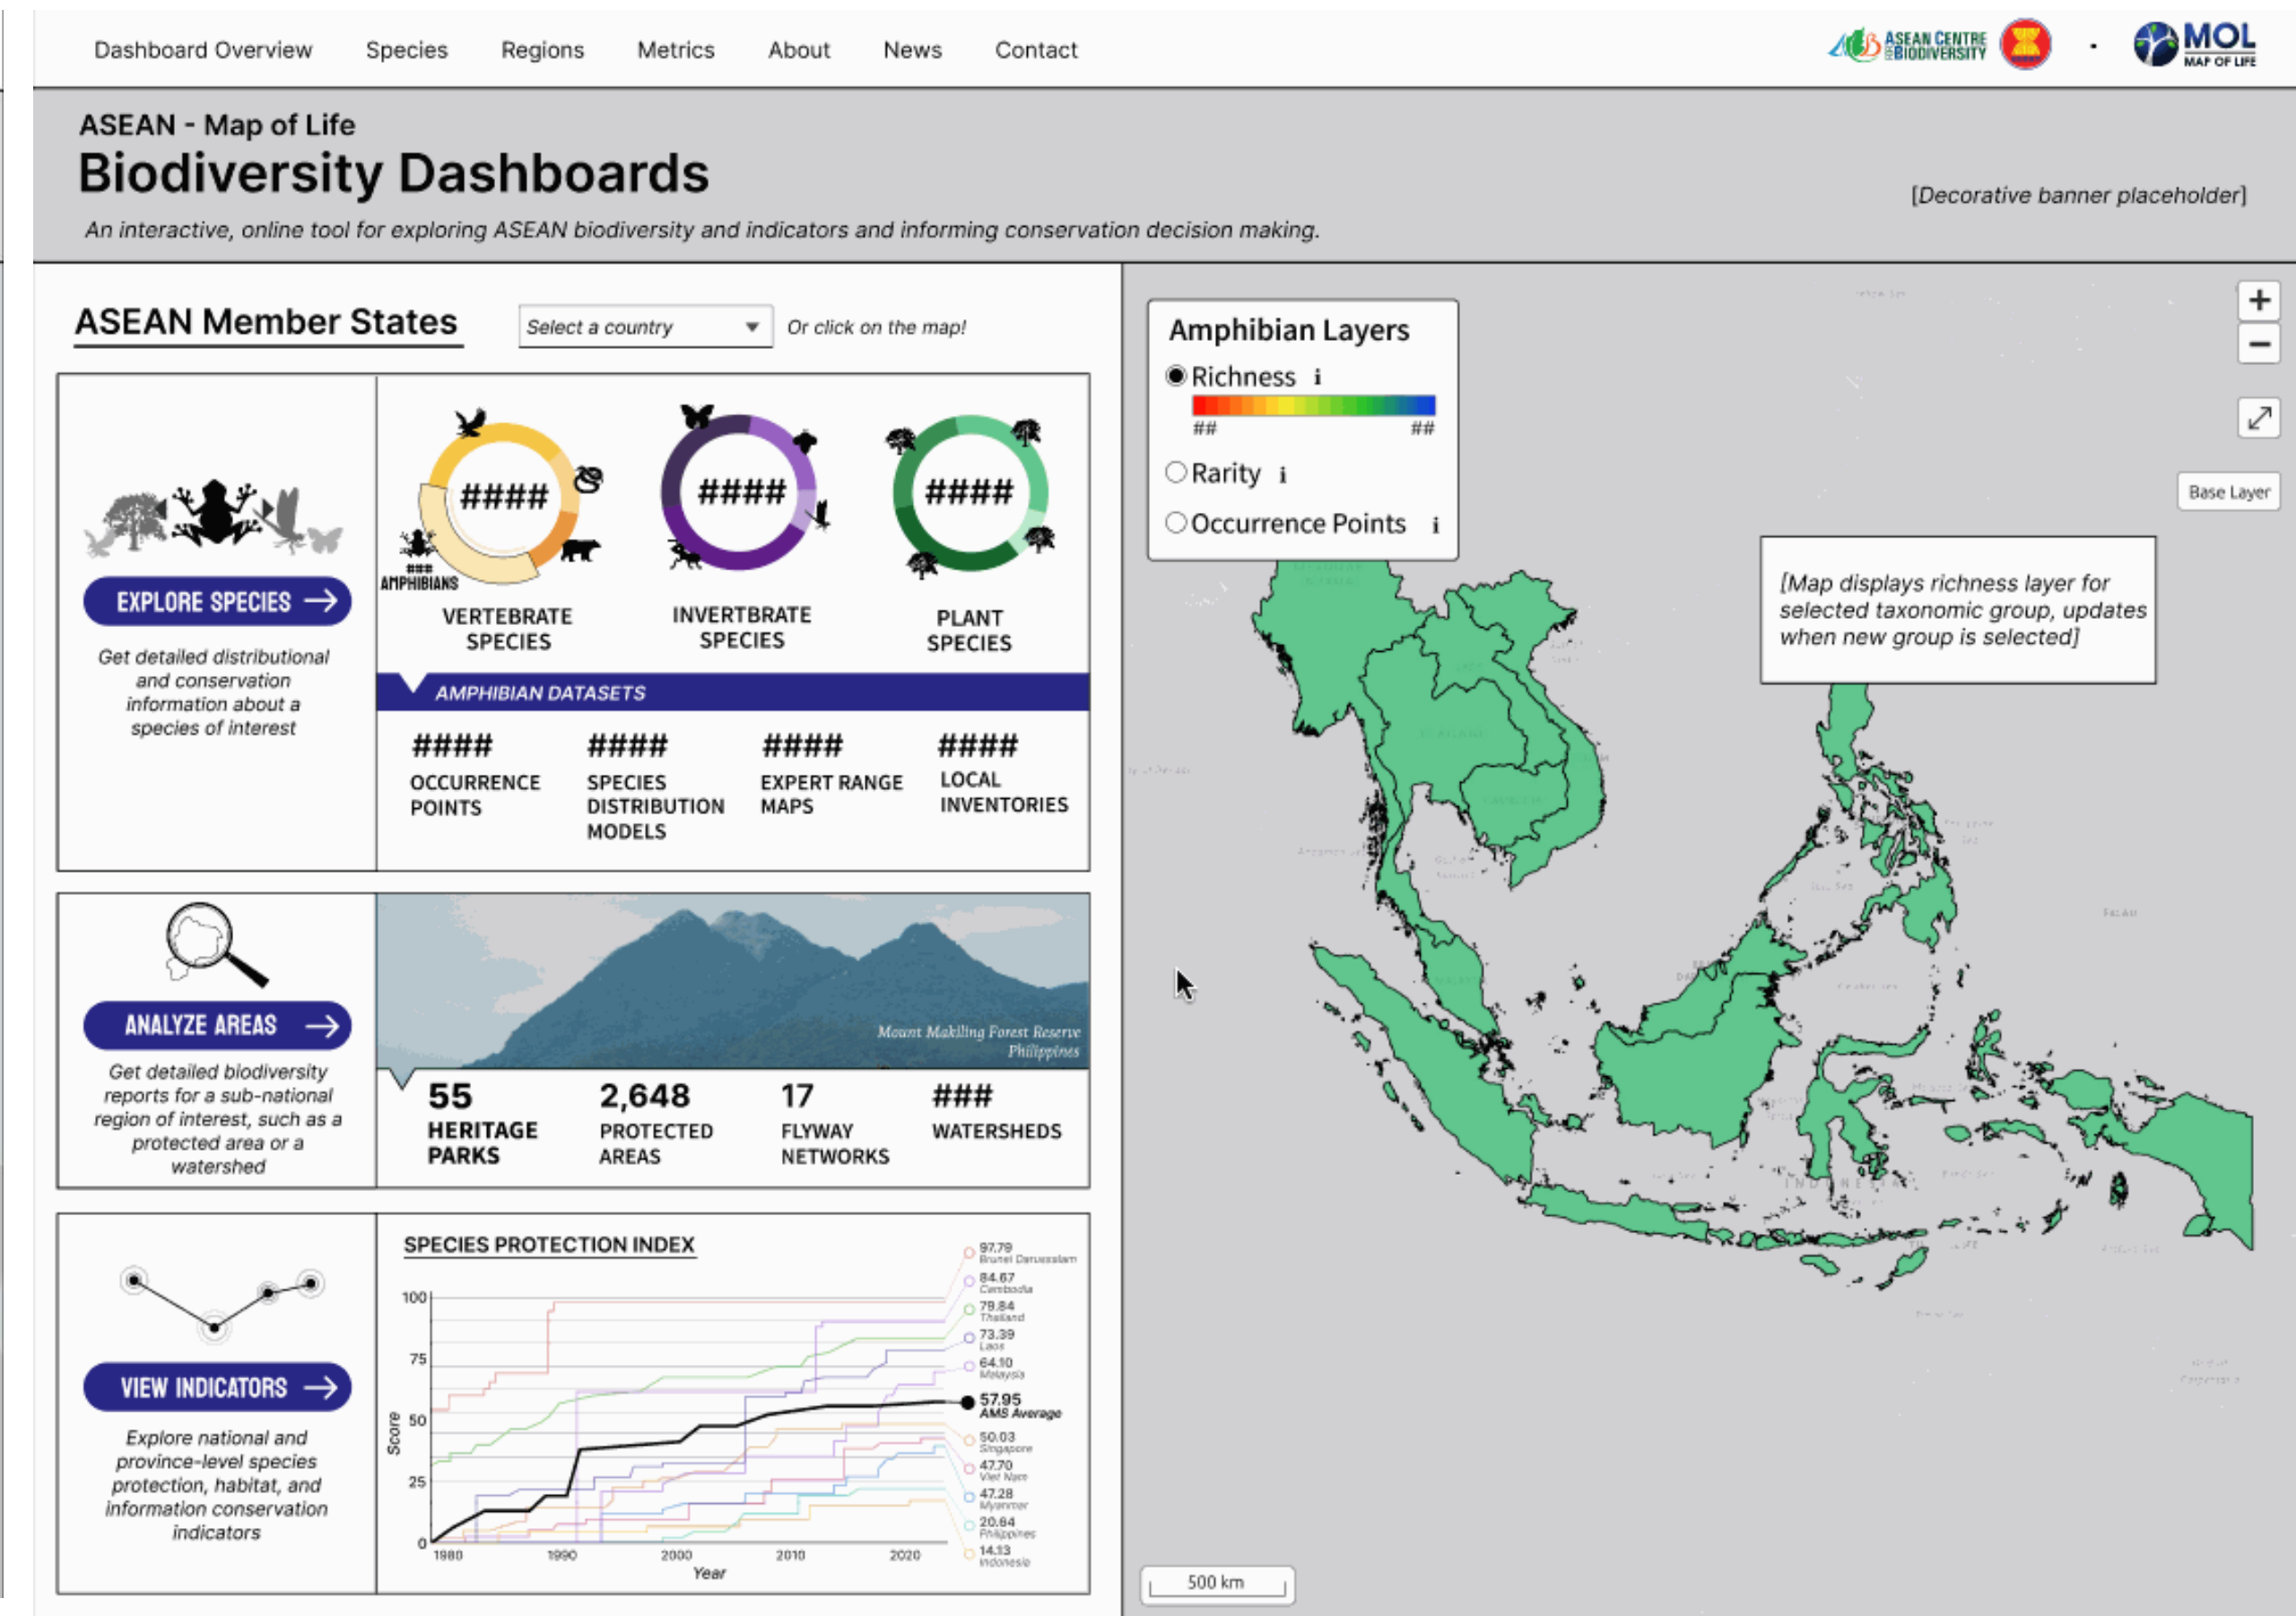 Dashboard Overview Species Regions Metrics About News Contact
ASEAN CENTRE
FOR BIODIVERSITY
MOL
MAP OF LIFE
ASEAN - Map of Life
Biodiversity Dashboards
An interactive, online tool for exploring ASEAN biodiversity and indicators and informing conservation decision making.
[Decorative banner placeholder]
ASEAN Member States
Select a country
Or click on the map!
EXPLORE SPECIES
Get detailed distributional
and conservation
information about a
species of interest
####
####
####
###
AMPHIBIANS
VERTEBRATE
SPECIES
INVERTBRATE
SPECIES
PLANT
SPECIES
AMPHIBIAN DATASETS
####
OCCURRENCE
POINTS
####
SPECIES
DISTRIBUTION
MODELS
####
EXPERT RANGE
MAPS
####
LOCAL
INVENTORIES
ANALYZE AREAS
Get detailed biodiversity
reports for a sub-national
region of interest, such as a
protected area or a
watershed
Mount Makiling Forest Reserve
Philippines
55
HERITAGE
PARKS
2,648
PROTECTED
AREAS
17
FLYWAY
NETWORKS
###
WATERSHEDS
VIEW INDICATORS
Explore national and
province-level species
protection, habitat, and
information conservation
indicators
SPECIES PROTECTION INDEX
100
75
50
25
0
Score
1980 1990 2000 2010 2020
Year
97.79
Brunei Darussalam
84.67
Cambodia
79.84
Thailand
73.39
Laos
64.10
Malaysia
57.95
AMS Average
50.03
Singapore
47.70
Viet Nam
47.28
Myanmar
20.64
Philippines
14.13
Indonesia
Amphibian Layers
Richness i
## ##
Rarity i
Occurrence Points i
+
−
Base Layer
[Map displays richness layer for
selected taxonomic group, updates
when new group is selected]
INDONESIA
500 km